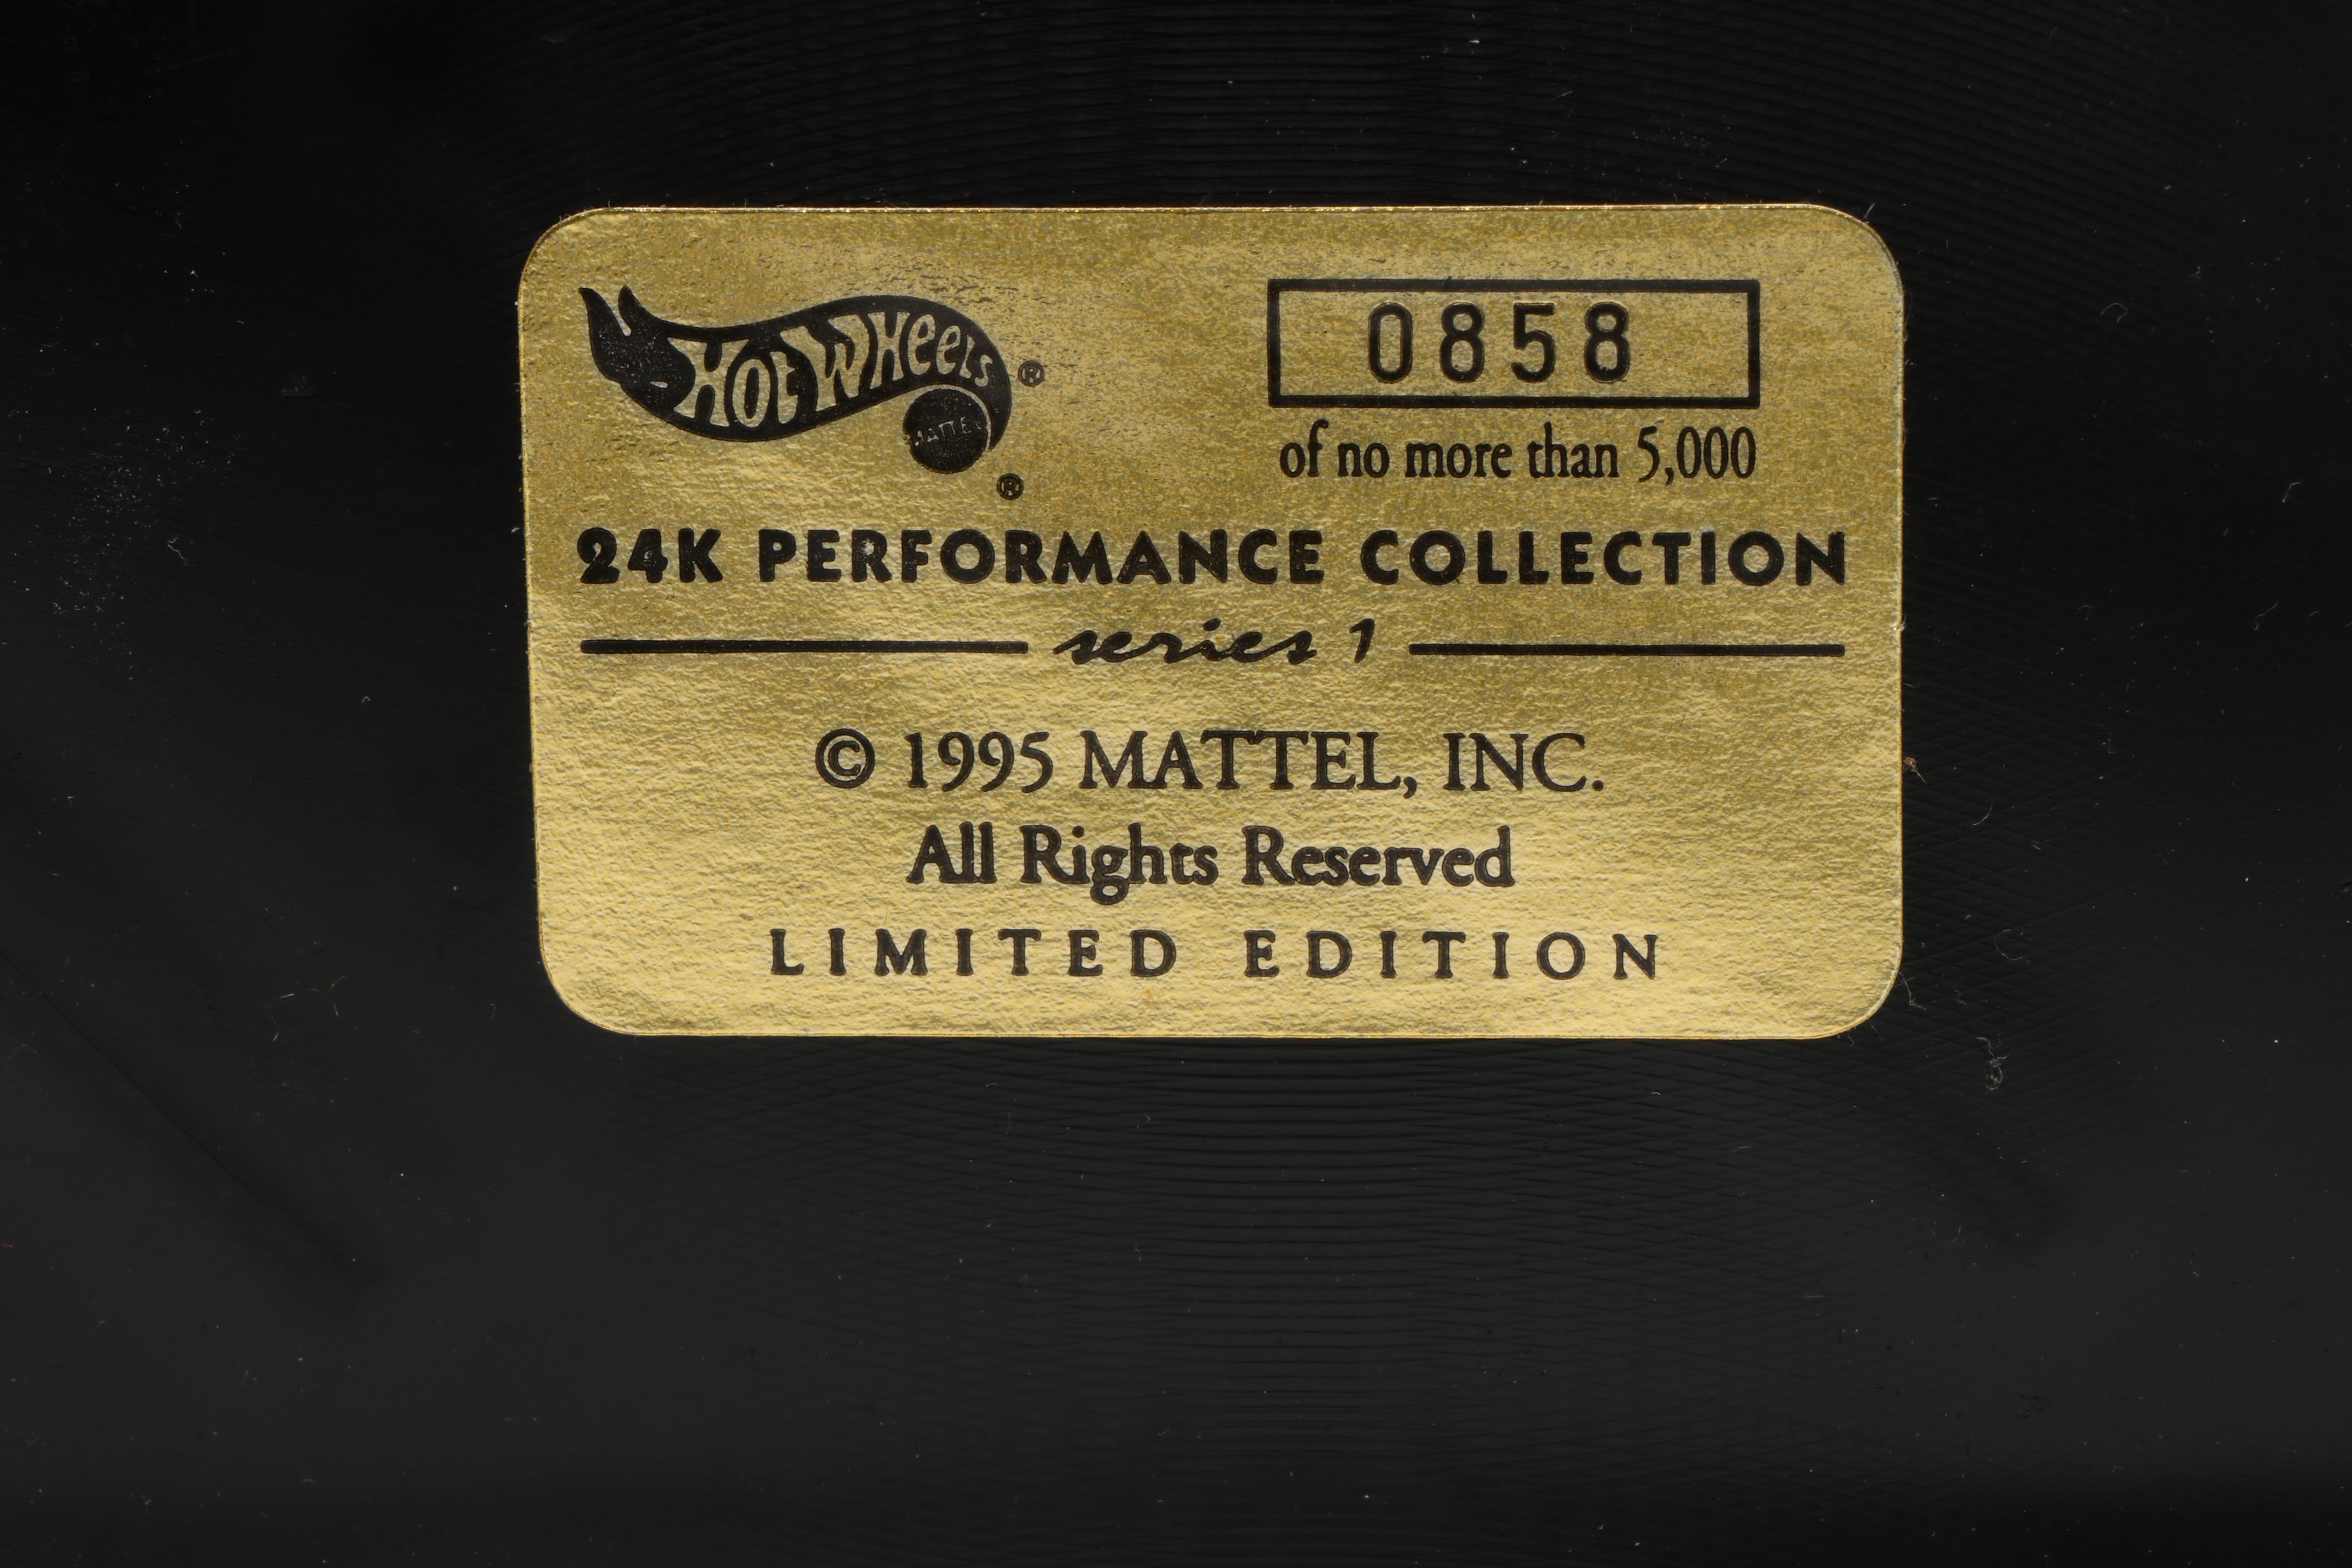 Hot Wheels ®
MATTEL
®
0858
of no more than 5,000
24K PERFORMANCE COLLECTION
series 1
© 1995 MATTEL, INC.
All Rights Reserved
LIMITED EDITION